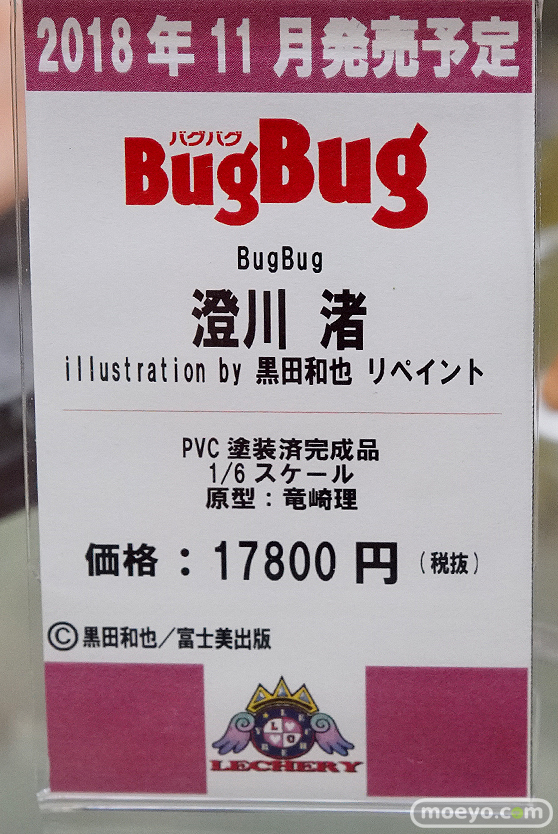 2018年11月発売予定
バグバグ
BugBug
BugBug
澄川 渚
illustration by 黒田和也 リペイント
PVC塗装済完成品
1/6スケール
原型：竜崎理
価格：17800円（税抜）
©黒田和也／富士美出版
LECHERY
moeyo.com